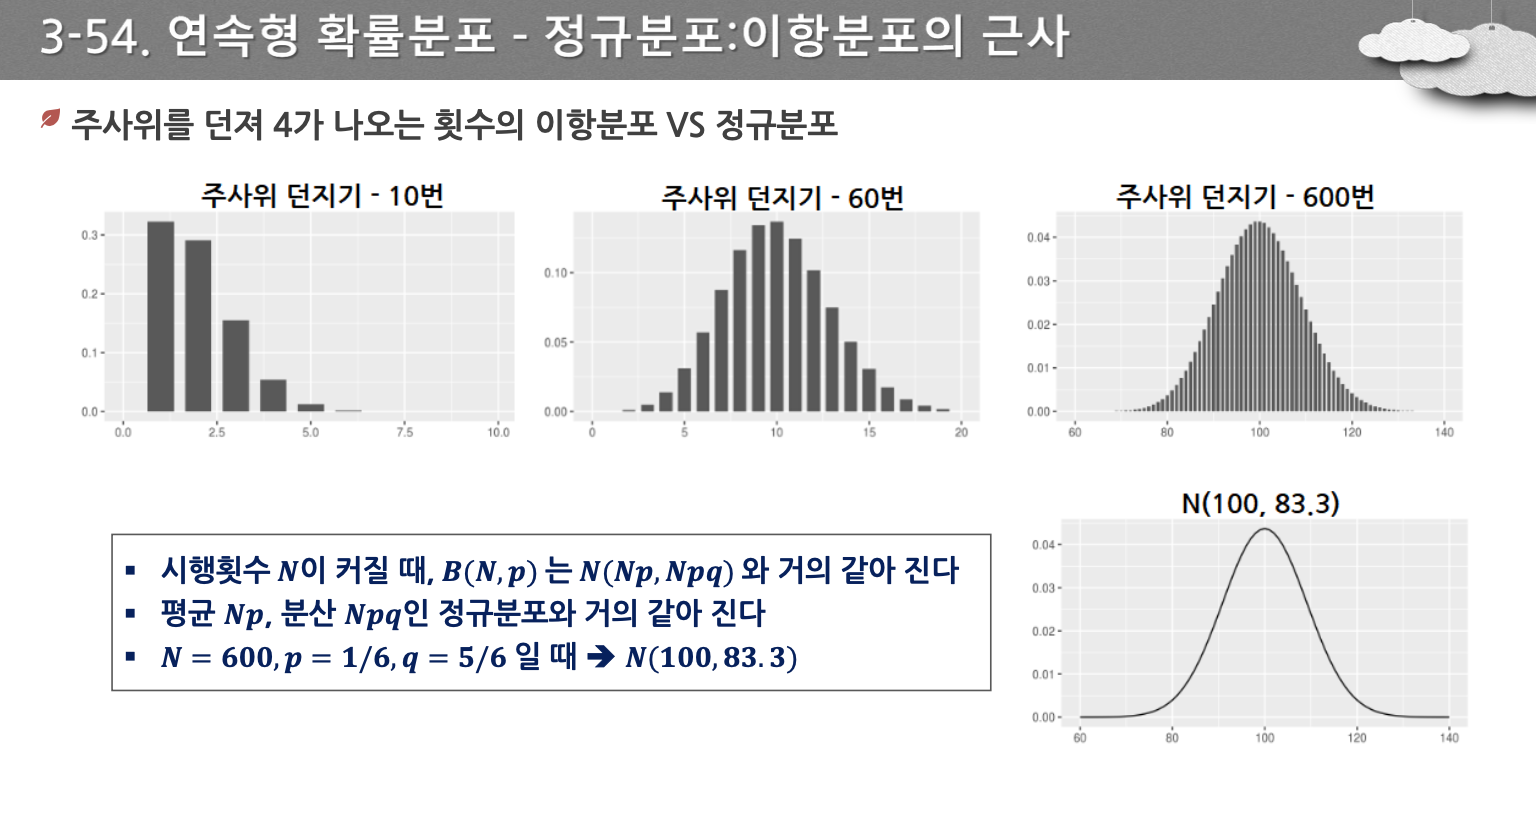 3-54. 연속형 확률분포 - 정규분포:이항분포의 근사
주사위를 던져 4가 나오는 횟수의 이항분포 VS 정규분포
주사위 던지기 - 10번
0.3
0.2
0.1
0.0
0.0 2.5 5.0 7.5 10.0
주사위 던지기 - 60번
0.10
0.05
0.00
0 5 10 15 20
주사위 던지기 - 600번
0.04
0.03
0.02
0.01
0.00
60 80 100 120 140
▪ 시행횟수 N이 커질 때, B(N, p) 는 N(Np, Npq) 와 거의 같아 진다
▪ 평균 Np, 분산 Npq인 정규분포와 거의 같아 진다
▪ N = 600, p = 1/6, q = 5/6 일 때 ➔ N(100, 83.3)
N(100, 83.3)
0.04
0.03
0.02
0.01
0.00
60 80 100 120 140